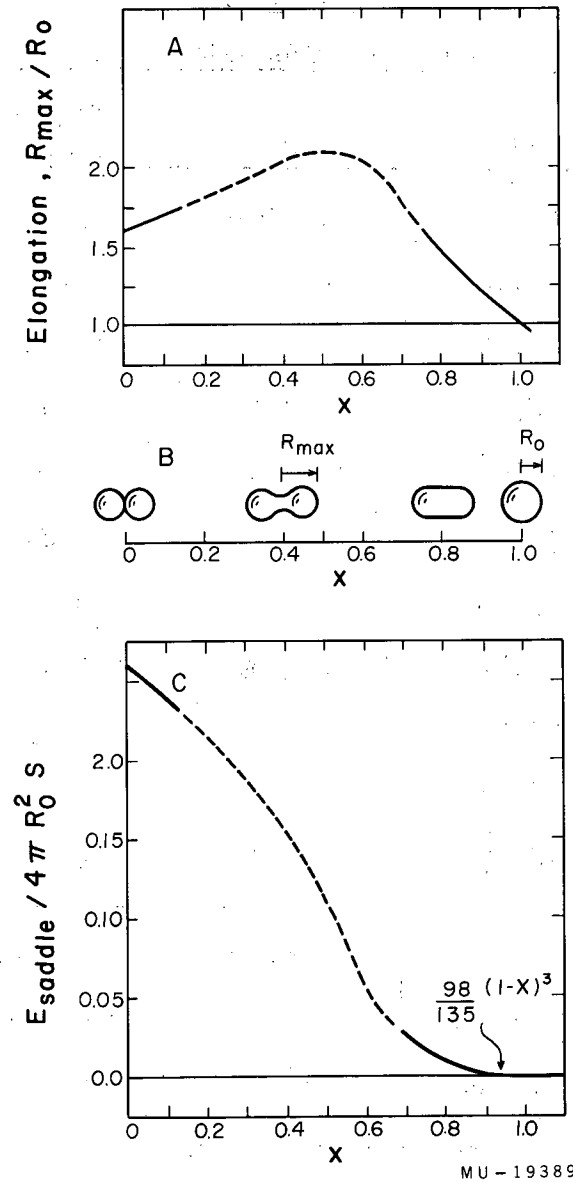 A
Elongation, Rmax / Ro
2.0
1.5
1.0
0 0.2 0.4 0.6 0.8 1.0
X
B
Rmax
Ro
0 0.2 0.4 0.6 0.8 1.0
X
C
Esaddle / 4π R₀² S
2.0
0.15
0.10
0.05
0.0
98/135 (1-X)³
0 0.2 0.4 0.6 0.8 1.0
X
MU-19389